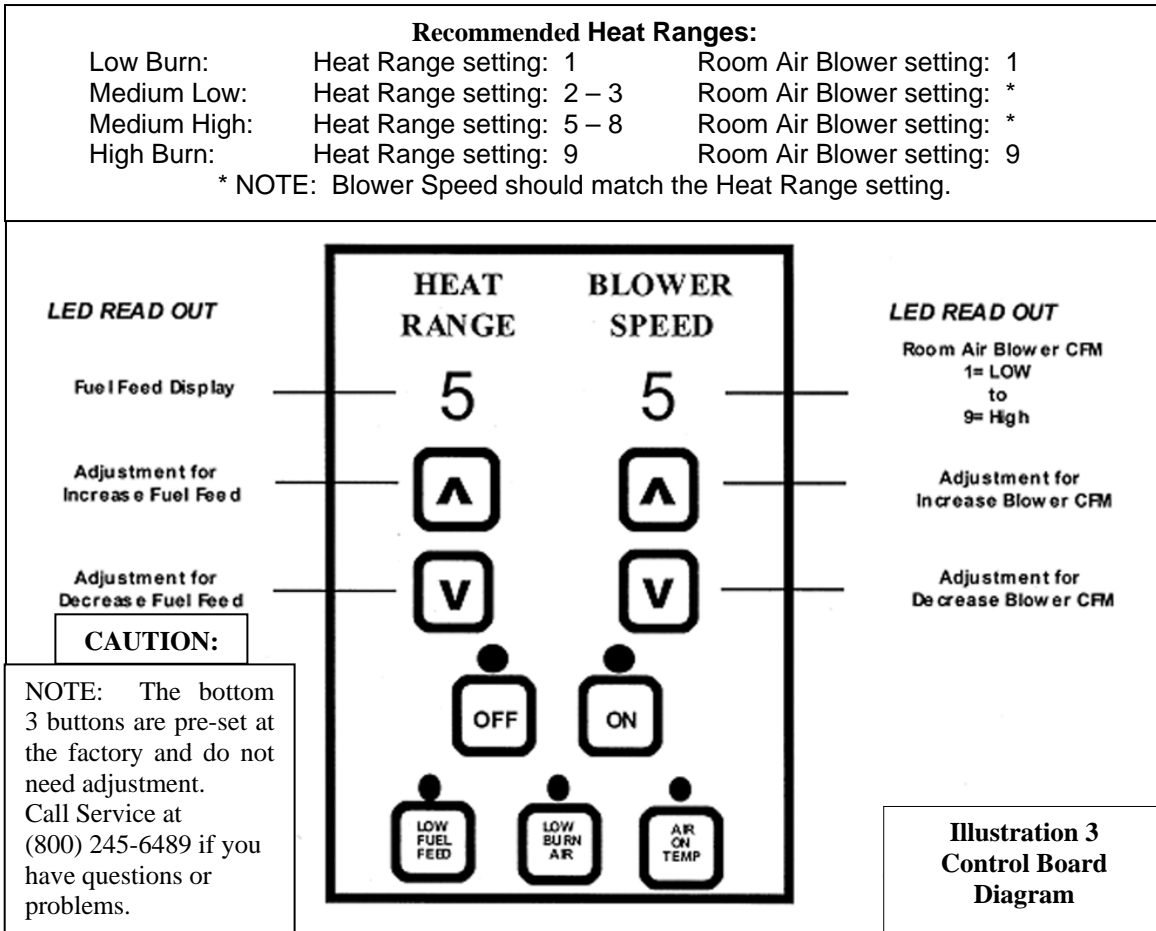 Recommended Heat Ranges:
Low Burn: Heat Range setting: 1 Room Air Blower setting: 1
Medium Low: Heat Range setting: 2 – 3 Room Air Blower setting: *
Medium High: Heat Range setting: 5 – 8 Room Air Blower setting: *
High Burn: Heat Range setting: 9 Room Air Blower setting: 9
* NOTE: Blower Speed should match the Heat Range setting.
HEAT
RANGE
BLOWER
SPEED
LED READ OUT
LED READ OUT
Fuel Feed Display
5
5
Room Air Blower CFM
1= LOW
to
9= High
Adjustment for
Increase Fuel Feed
Λ
Λ
Adjustment for
Increase Blower CFM
Adjustment for
Decrease Fuel Feed
V
V
Adjustment for
Decrease Blower CFM
OFF
ON
LOW
FUEL
FEED
LOW
BURN
AIR
AIR
ON
TEMP
CAUTION:
NOTE: The bottom
3 buttons are pre-set at
the factory and do not
need adjustment.
Call Service at
(800) 245-6489 if you
have questions or
problems.
Illustration 3
Control Board
Diagram